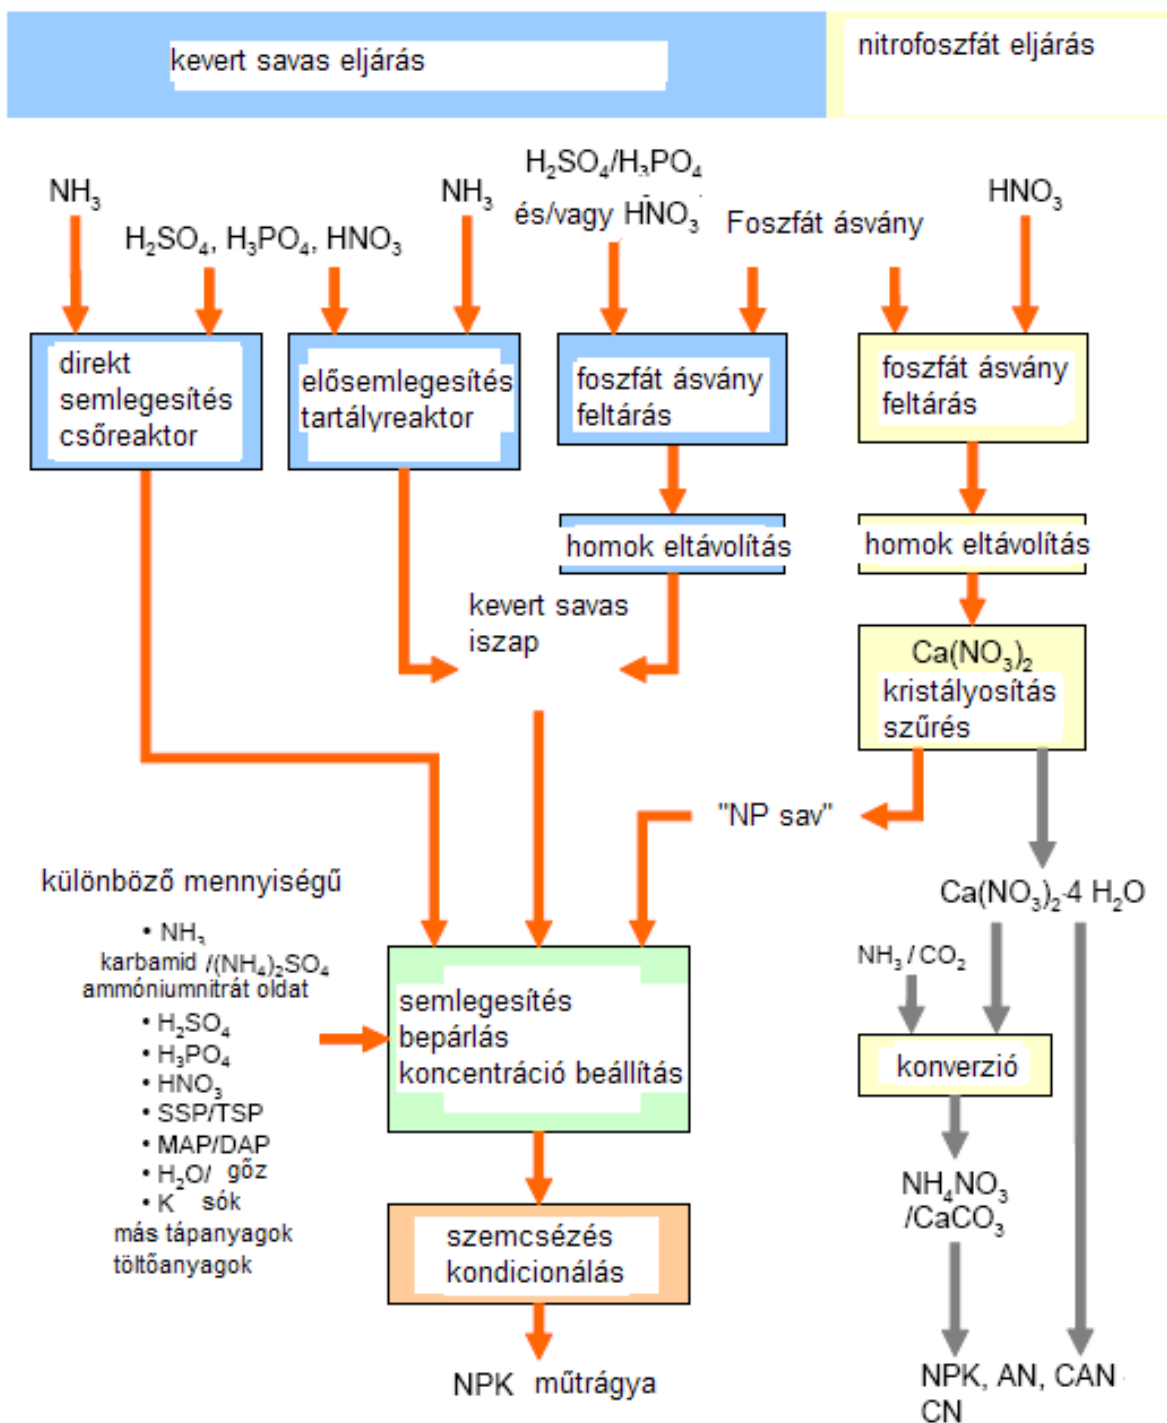 kevert savas eljárás
nitrofoszfát eljárás
NH₃
H₂SO₄, H₃PO₄, HNO₃
NH₃
H₂SO₄/H₃PO₄
és/vagy HNO₃
Foszfát ásvány
HNO₃
direkt
semlegesítés
csőreaktor
elősemlegesítés
tartályreaktor
foszfát ásvány
feltárás
foszfát ásvány
feltárás
homok eltávolítás
homok eltávolítás
kevert savas
iszap
Ca(NO₃)₂
kristályosítás
szűrés
"NP sav"
különböző mennyiségű
• NH₃
karbamid /(NH₄)₂SO₄
ammóniumnitrát oldat
• H₂SO₄
• H₃PO₄
• HNO₃
• SSP/TSP
• MAP/DAP
• H₂O/ gőz
• K sók
más tápanyagok
töltőanyagok
semlegesítés
bepárlás
koncentráció beállítás
Ca(NO₃)₂·4 H₂O
NH₃ / CO₂
konverzió
NH₄NO₃
/CaCO₃
szemcsézés
kondicionálás
NPK műtrágya
NPK, AN, CAN
CN